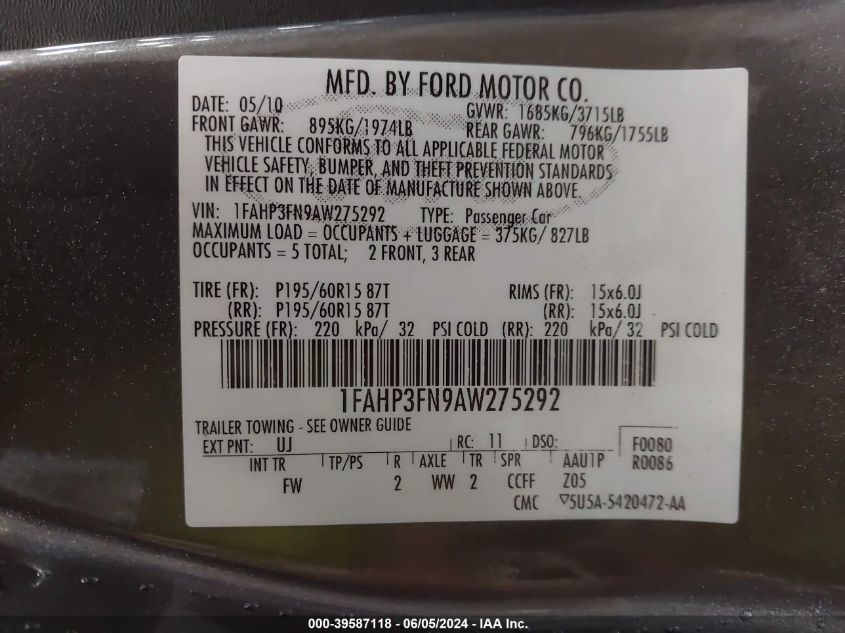 MFD. BY FORD MOTOR CO.
DATE: 05/10 GVWR: 1685KG/3715LB
FRONT GAWR: 895KG/1974LB REAR GAWR: 796KG/1755LB
THIS VEHICLE CONFORMS TO ALL APPLICABLE FEDERAL MOTOR
VEHICLE SAFETY, BUMPER, AND THEFT PREVENTION STANDARDS
IN EFFECT ON THE DATE OF MANUFACTURE SHOWN ABOVE.
VIN: 1FAHP3FN9AW275292 TYPE: Passenger Car
MAXIMUM LOAD = OCCUPANTS + LUGGAGE = 375KG/ 827LB
OCCUPANTS = 5 TOTAL; 2 FRONT, 3 REAR
TIRE (FR): P195/60R15 87T RIMS (FR): 15x6.0J
(RR): P195/60R15 87T (RR): 15x6.0J
PRESSURE (FR): 220 kPa/ 32 PSI COLD (RR): 220 kPa/ 32 PSI COLD
1FAHP3FN9AW275292
TRAILER TOWING - SEE OWNER GUIDE
EXT PNT: UJ RC: 11 DSO: F0080
INT TR TP/PS R AXLE TR SPR AAU1P R0086
FW 2 WW 2 CCFF Z05
CMC ▽5U5A-5420472-AA
000-39587118 - 06/05/2024 - IAA Inc.